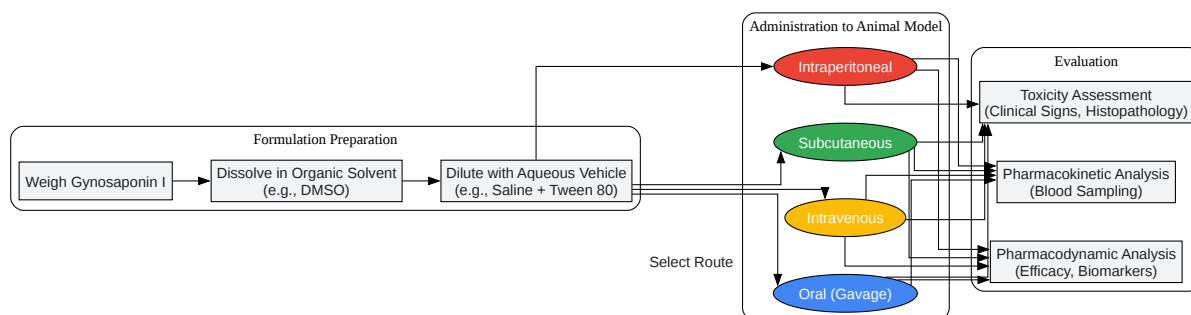 Formulation Preparation
Weigh Gynosaponin I
Dissolve in Organic Solvent
(e.g., DMSO)
Dilute with Aqueous Vehicle
(e.g., Saline + Tween 80)
Select Route
Administration to Animal Model
Intraperitoneal
Subcutaneous
Intravenous
Oral (Gavage)
Evaluation
Toxicity Assessment
(Clinical Signs, Histopathology)
Pharmacokinetic Analysis
(Blood Sampling)
Pharmacodynamic Analysis
(Efficacy, Biomarkers)